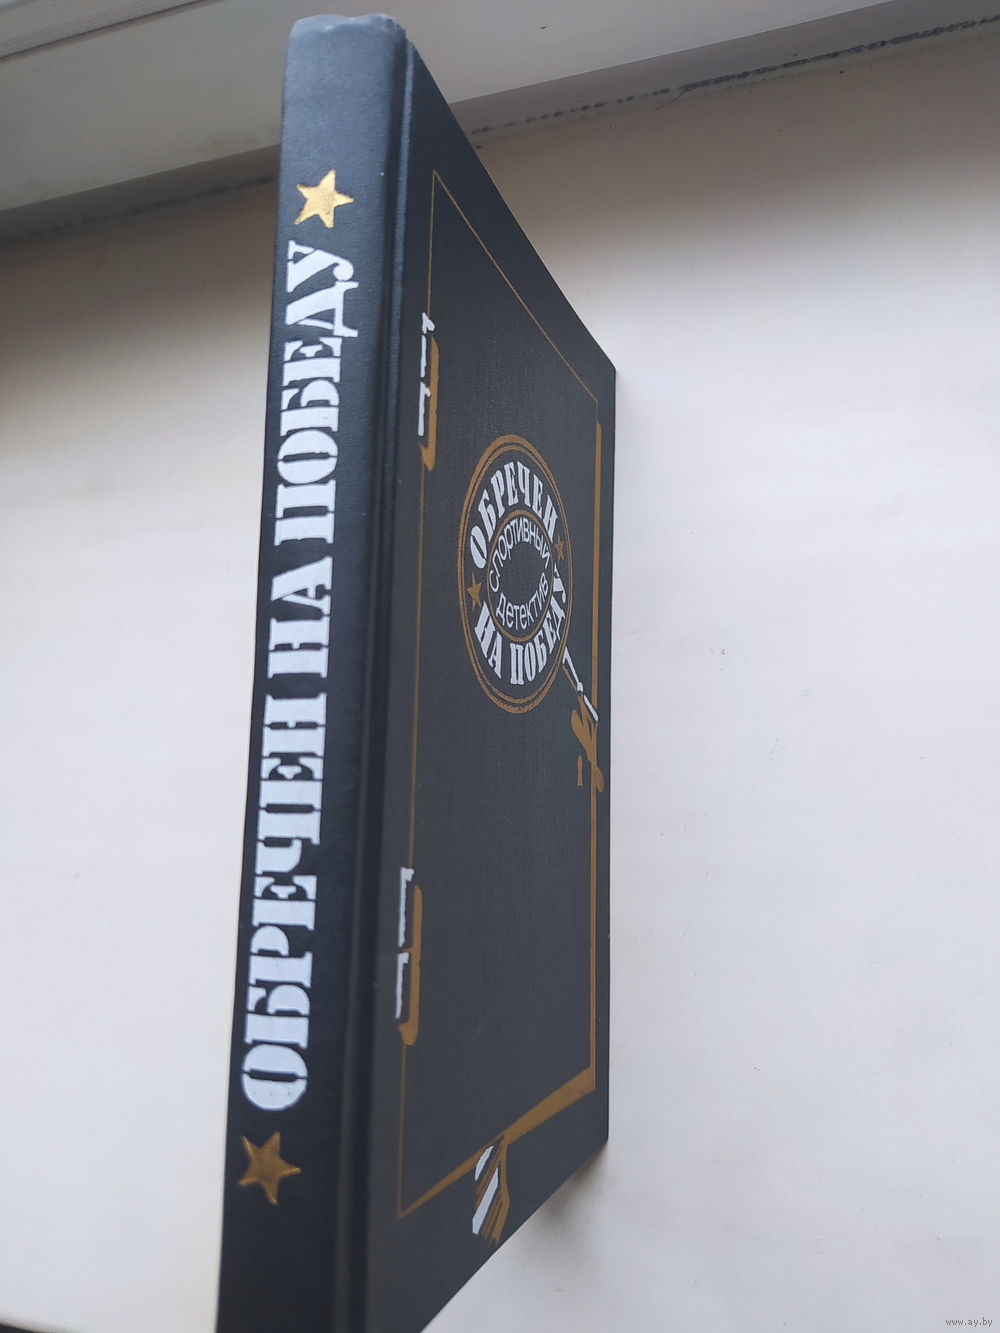 ОБРЕЧЕН НА ПОБЕДУ
ОБРЕЧЕН
СПОРТИВНЫЙ
ДЕТЕКТИВ
НА ПОБЕДУ
www.ay.by